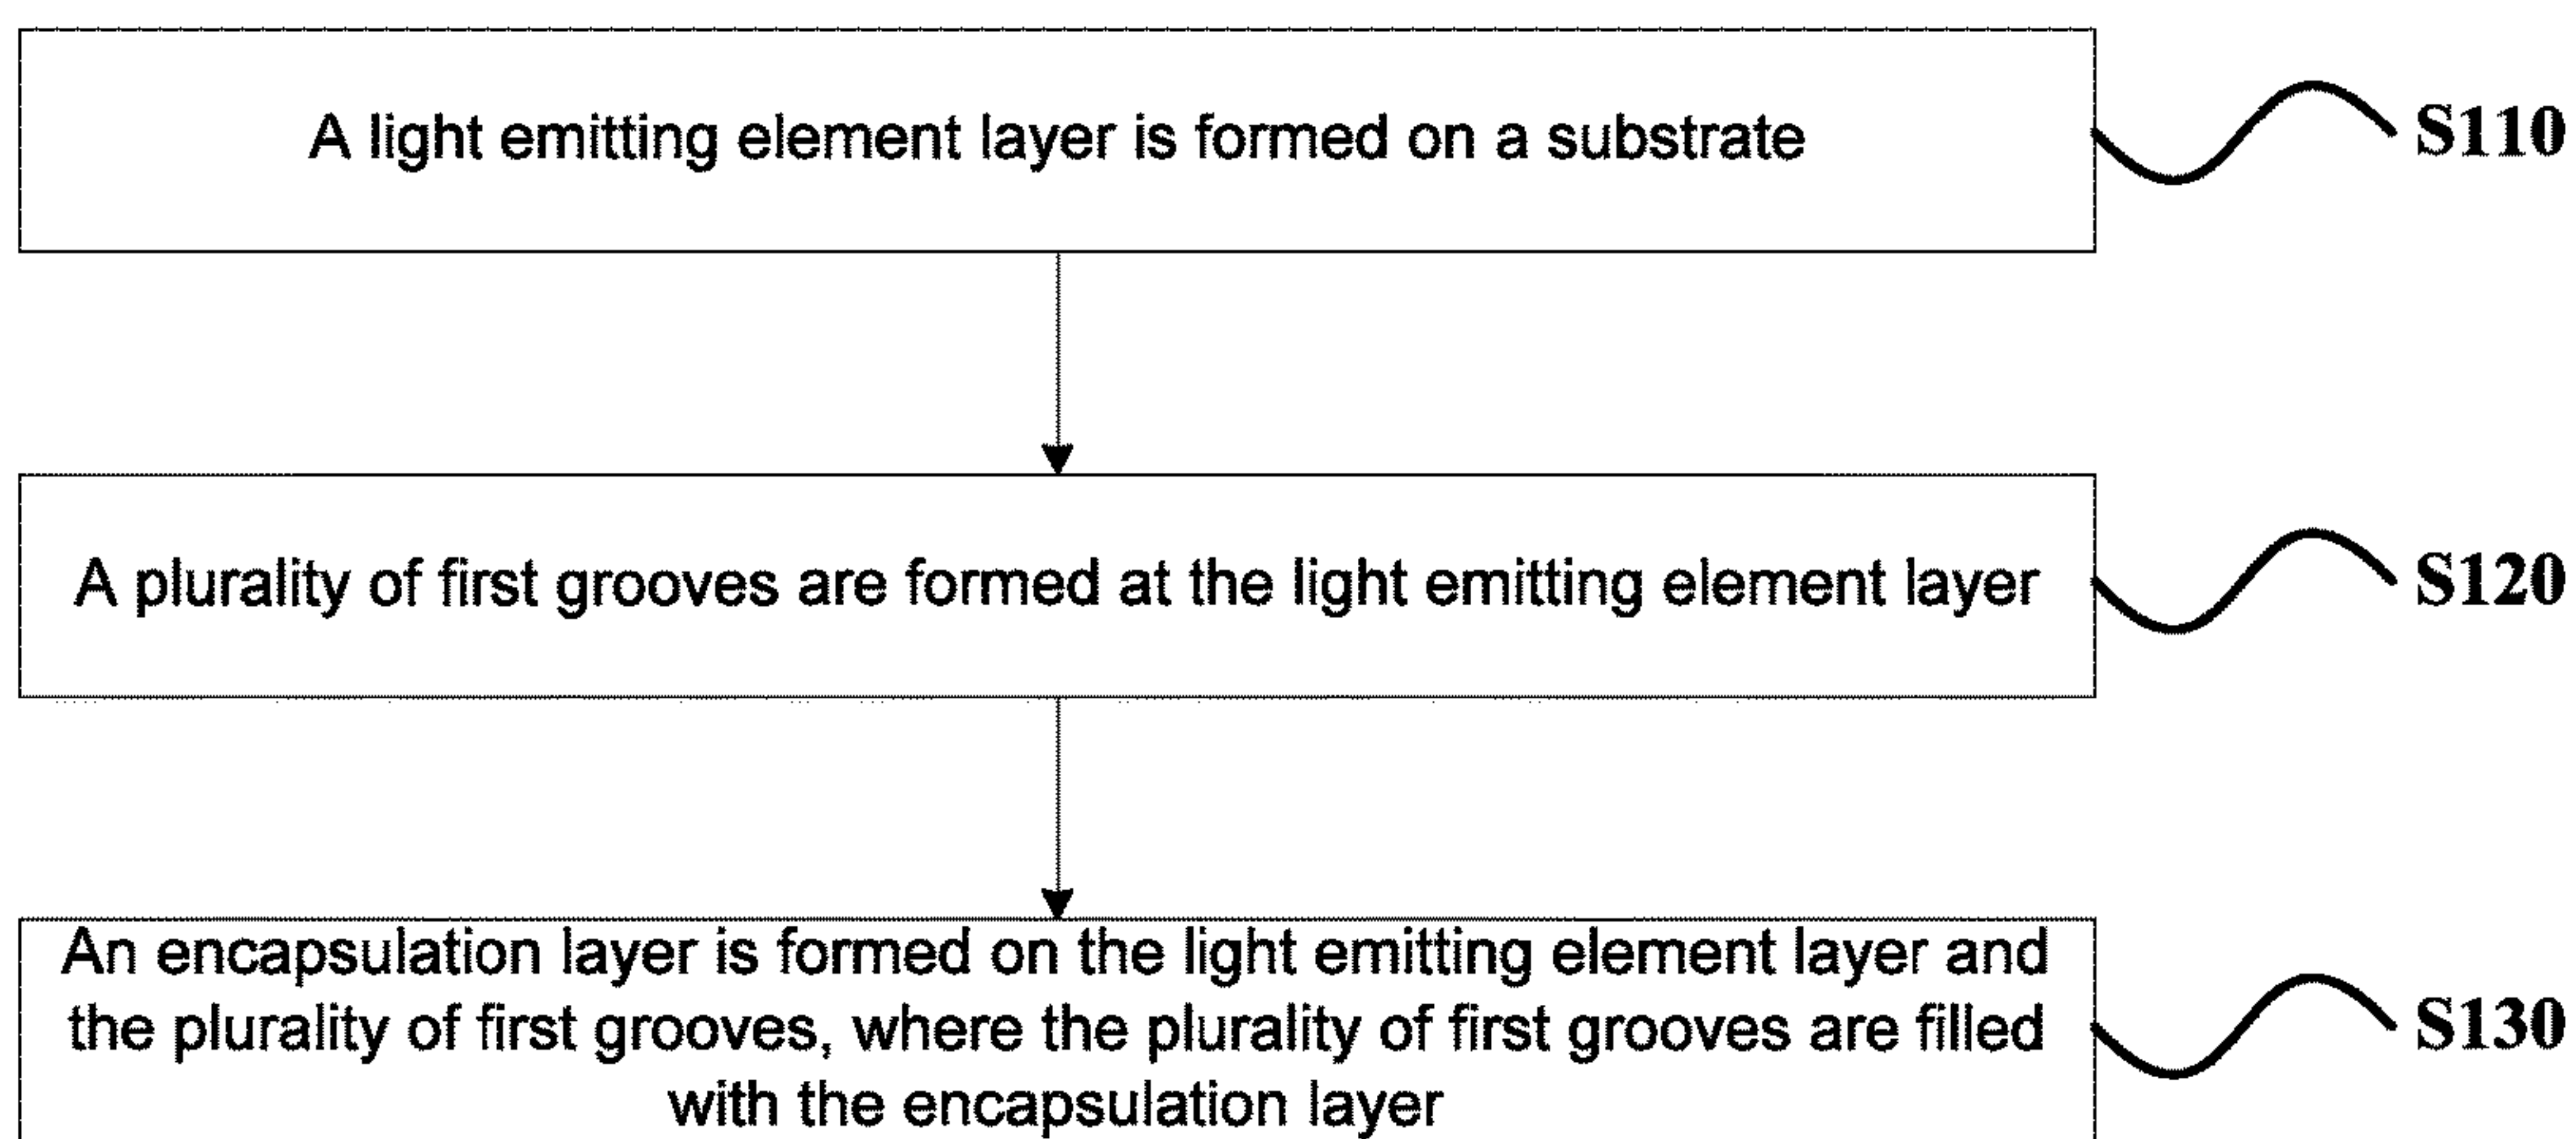 A light emitting element layer is formed on a substrate
S110
A plurality of first grooves are formed at the light emitting element layer
S120
An encapsulation layer is formed on the light emitting element layer and
the plurality of first grooves, where the plurality of first grooves are filled
with the encapsulation layer
S130